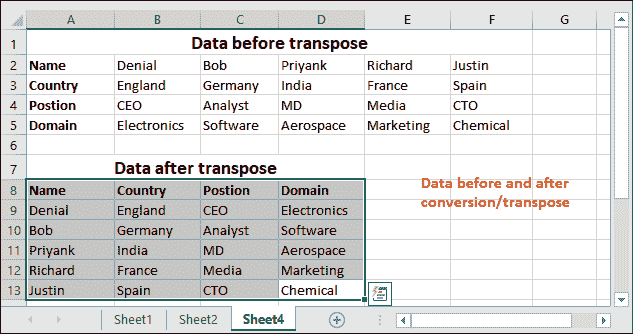 A B C D E F G
1 Data before transpose
2 Name Denial Bob Priyank Richard Justin
3 Country England Germany India France Spain
4 Postion CEO Analyst MD Media CTO
5 Domain Electronics Software Aerospace Marketing Chemical
6
7 Data after transpose
8 Name Country Postion Domain Data before and after
9 Denial England CEO Electronics conversion/transpose
10 Bob Germany Analyst Software
11 Priyank India MD Aerospace
12 Richard France Media Marketing
13 Justin Spain CTO Chemical
Sheet1 Sheet2 Sheet4